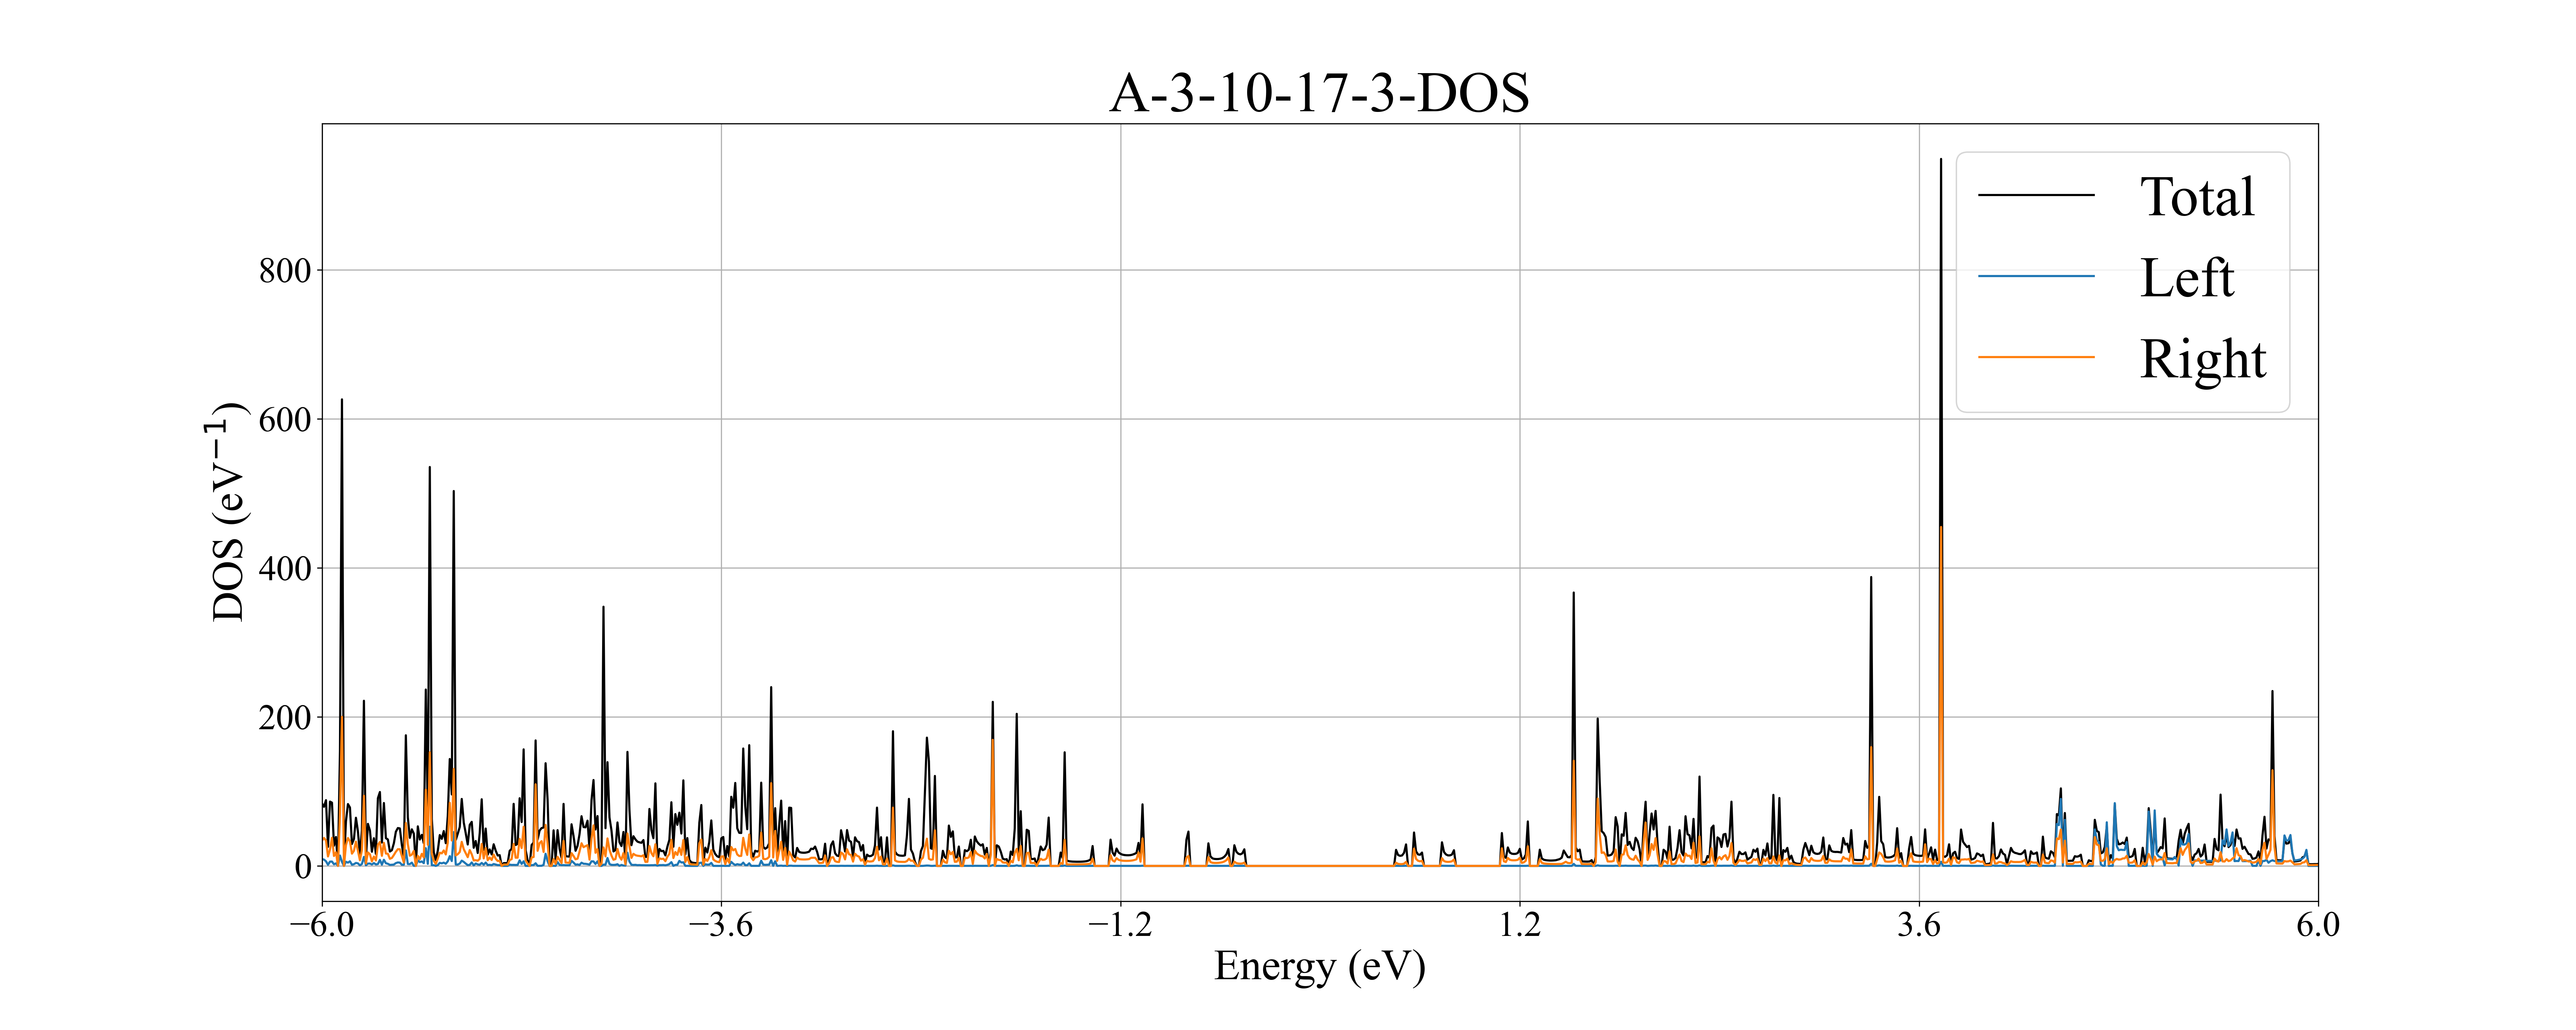 A-3-10-17-3-DOS
Total
Left
Right
DOS (eV⁻¹)
800
600
400
200
0
−6.0 −3.6 −1.2 1.2 3.6 6.0
Energy (eV)